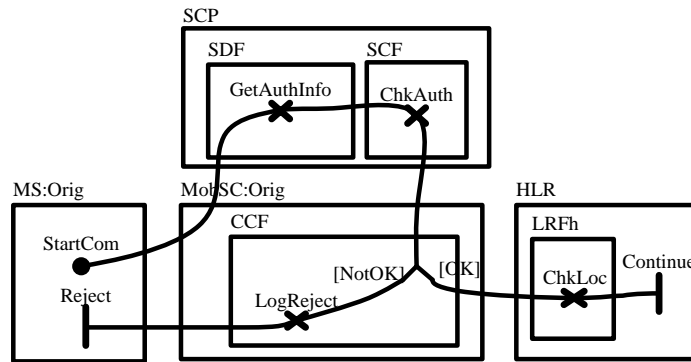 SCP
SDF
SCF
GetAuthInfo
ChkAuth
MS:Orig
MobSC:Orig
HLR
CCF
LRFh
StartCom
[NotOK]
[OK]
Continue
ChkLoc
Reject
LogReject